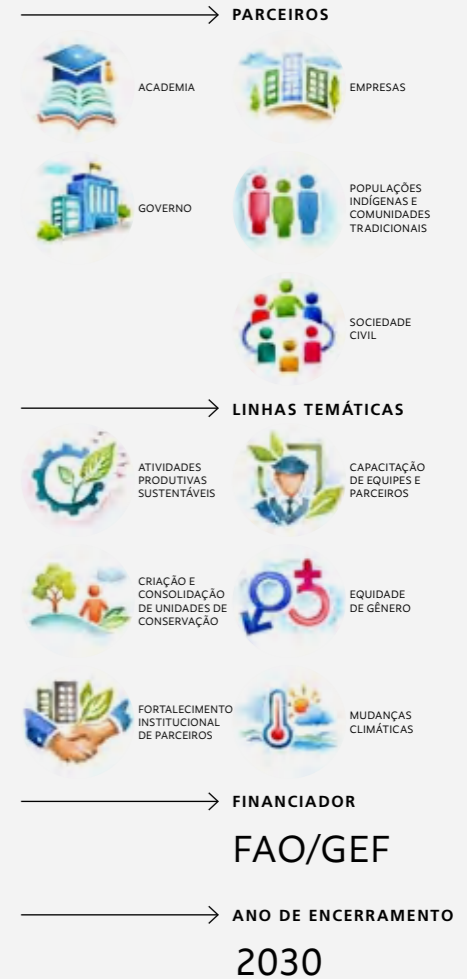 PARCEIROS
ACADEMIA
EMPRESAS
GOVERNO
POPULAÇÕES
INDÍGENAS E
COMUNIDADES
TRADICIONAIS
SOCIEDADE
CIVIL
LINHAS TEMÁTICAS
ATIVIDADES
PRODUTIVAS
SUSTENTÁVEIS
CAPACITAÇÃO
DE EQUIPES E
PARCEIROS
CRIAÇÃO E
CONSOLIDAÇÃO
DE UNIDADES DE
CONSERVAÇÃO
EQUIDADE
DE GÊNERO
FORTALECIMENTO
INSTITUCIONAL
DE PARCEIROS
MUDANÇAS
CLIMÁTICAS
FINANCIADOR
FAO/GEF
ANO DE ENCERRAMENTO
2030